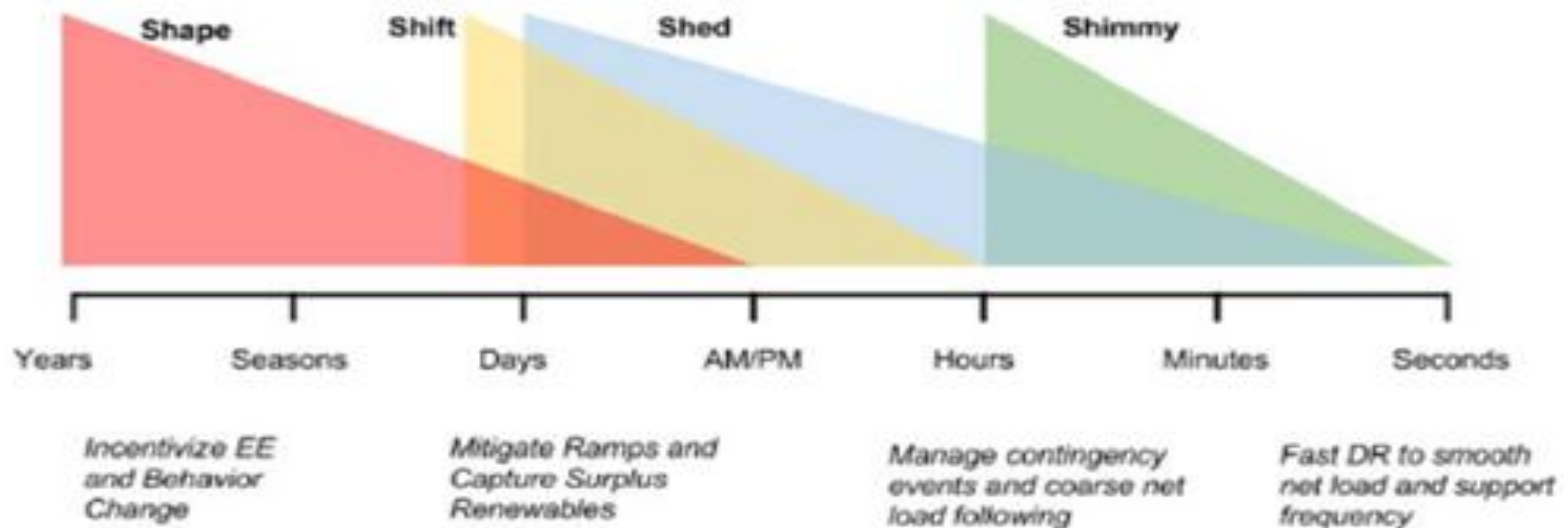 Shape
Shift
Shed
Shimmy
Years
Seasons
Days
AM/PM
Hours
Minutes
Seconds
Incentivize EE
and Behavior
Change
Mitigate Ramps and
Capture Surplus
Renewables
Manage contingency
events and coarse net
load following
Fast DR to smooth
net load and support
frequency